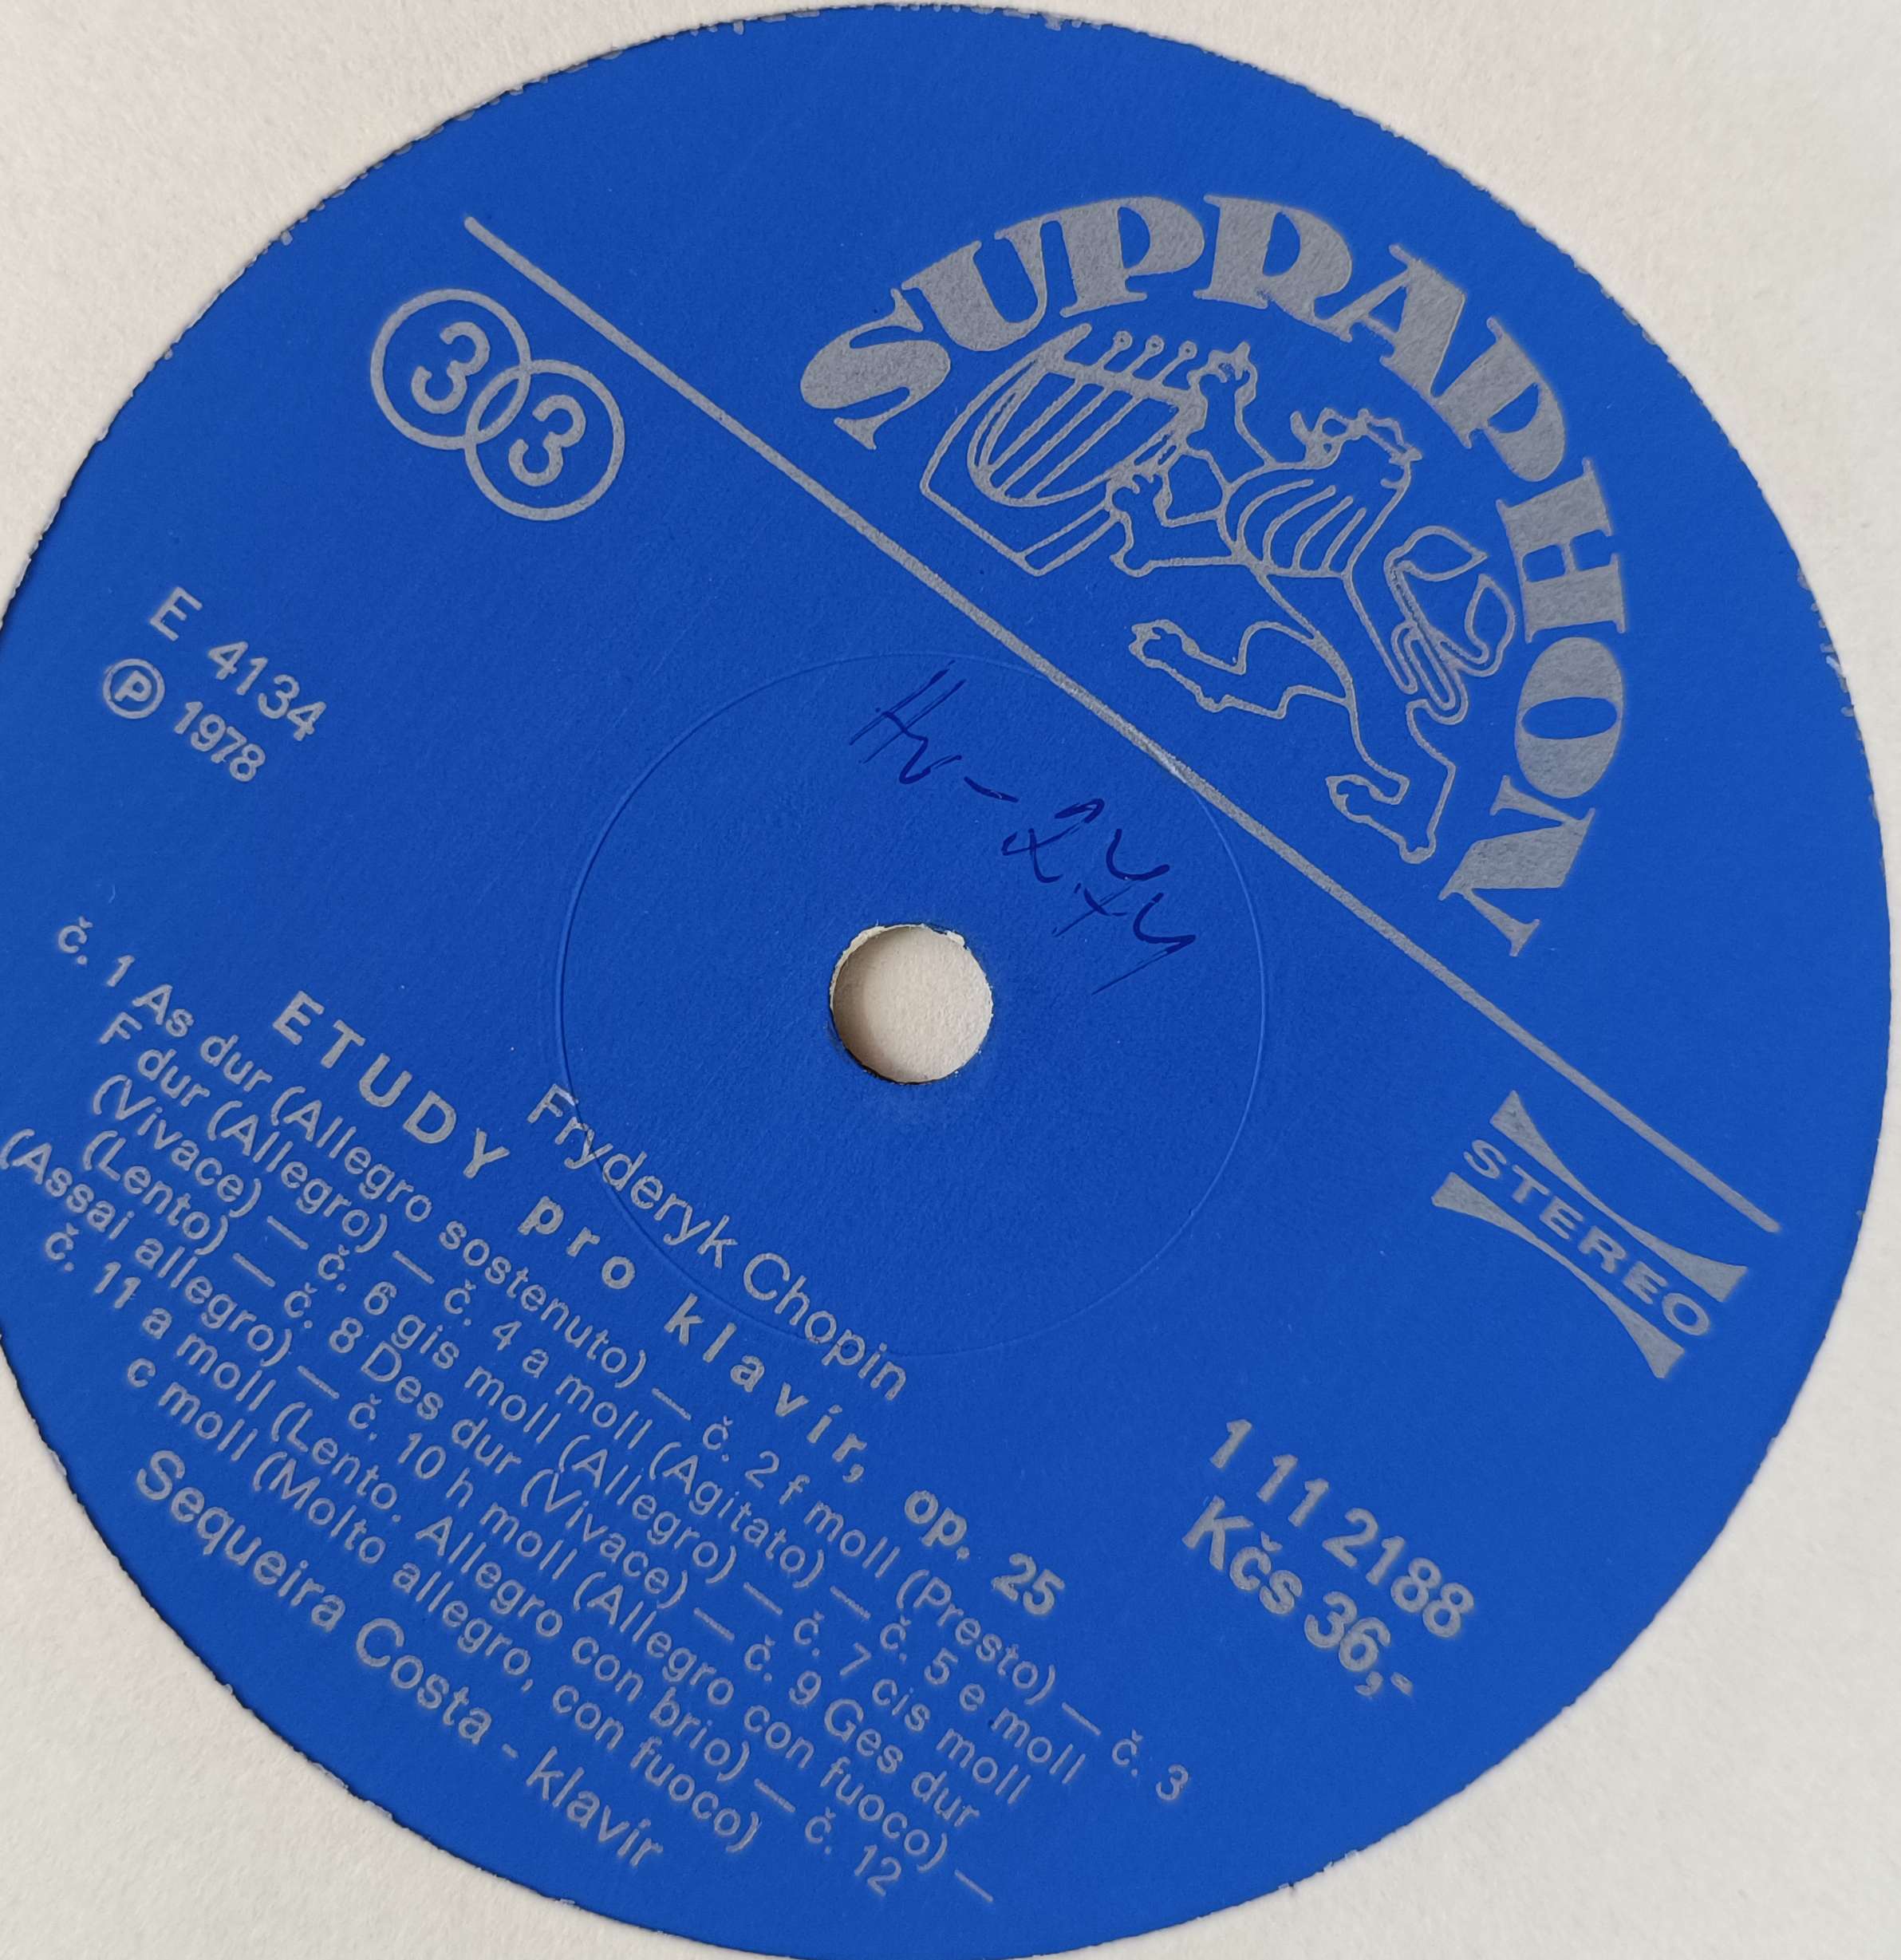 SUPRAPHON
33
STEREO
E 4134
Ⓟ 1978
1 11 2188
Kčs 36,-
Fryderyk Chopin
ETUDY pro klavír, op. 25
č. 1 As dur (Allegro sostenuto) — č. 2 f moll (Presto) — č. 3
F dur (Allegro) — č. 4 a moll (Agitato) — č. 5 e moll
(Vivace) — č. 6 gis moll (Allegro) — č. 7 cis moll
(Lento) — č. 8 Des dur (Vivace) — č. 9 Ges dur
(Assai allegro) — č. 10 h moll (Allegro con fuoco) —
č. 11 a moll (Lento. Allegro con brio) — č. 12
c moll (Molto allegro, con fuoco)
Sequeira Costa - klavír